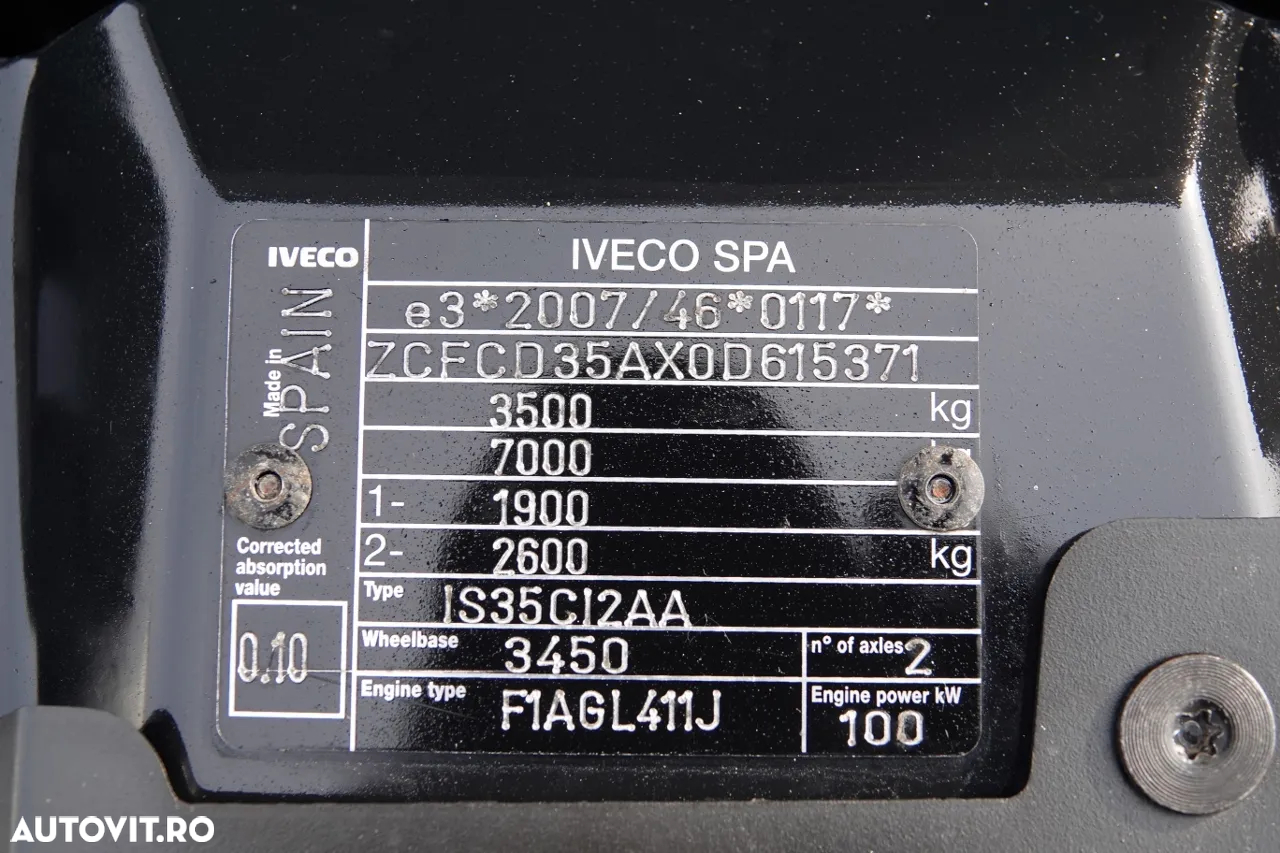 IVECO
IVECO SPA
Made in
SPAIN
e3*2007/46*0117*
ZCFCD35AX0D615371
3500 kg
7000
1- 1900
2- 2600 kg
Corrected
absorption
value
0.10
Type IS35CI2AA
Wheelbase 3450
n° of axles 2
Engine type F1AGL411J
Engine power kW
100
AUTOVIT.RO